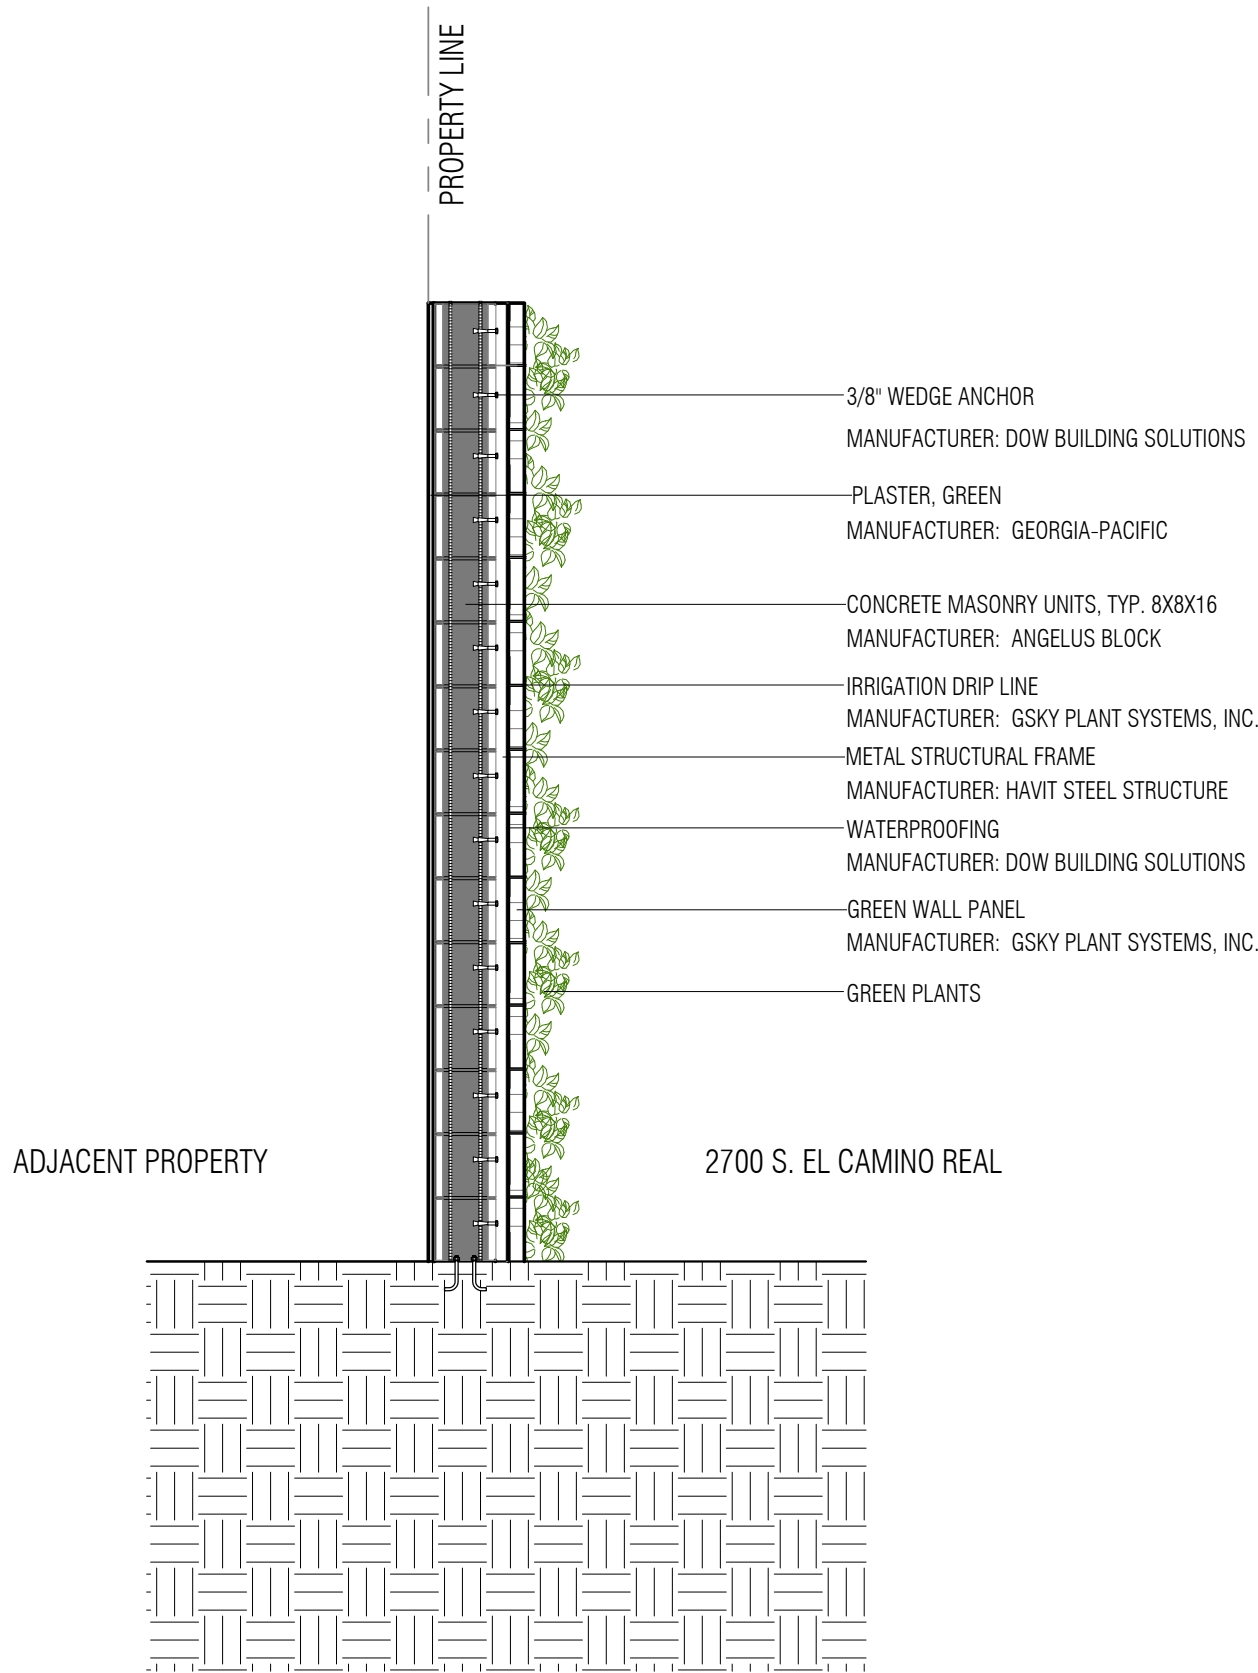 PROPERTY LINE
3/8" WEDGE ANCHOR
MANUFACTURER: DOW BUILDING SOLUTIONS
PLASTER, GREEN
MANUFACTURER: GEORGIA-PACIFIC
CONCRETE MASONRY UNITS, TYP. 8X8X16
MANUFACTURER: ANGELUS BLOCK
IRRIGATION DRIP LINE
MANUFACTURER: GSKY PLANT SYSTEMS, INC.
METAL STRUCTURAL FRAME
MANUFACTURER: HAVIT STEEL STRUCTURE
WATERPROOFING
MANUFACTURER: DOW BUILDING SOLUTIONS
GREEN WALL PANEL
MANUFACTURER: GSKY PLANT SYSTEMS, INC.
GREEN PLANTS
ADJACENT PROPERTY
2700 S. EL CAMINO REAL